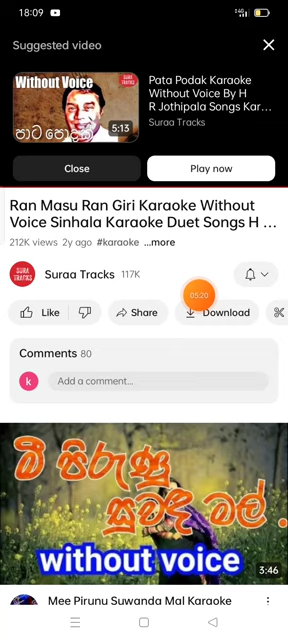 18:09
Suggested video
Without Voice
SURA TRACKS
පාට පොදක්
5:13
Pata Podak Karaoke
Without Voice By H
R Jothipala Songs Kar...
Suraa Tracks
Close
Play now
Ran Masu Ran Giri Karaoke Without
Voice Sinhala Karaoke Duet Songs H ...
212K views 2y ago #karaoke ...more
SURA TRACKS
Suraa Tracks 117K
05:20
Like
Share
Download
Comments 80
k
Add a comment...
මී පිරුණු
සුවඳ මල් .
without voice
3:46
Mee Pirunu Suwanda Mal Karaoke